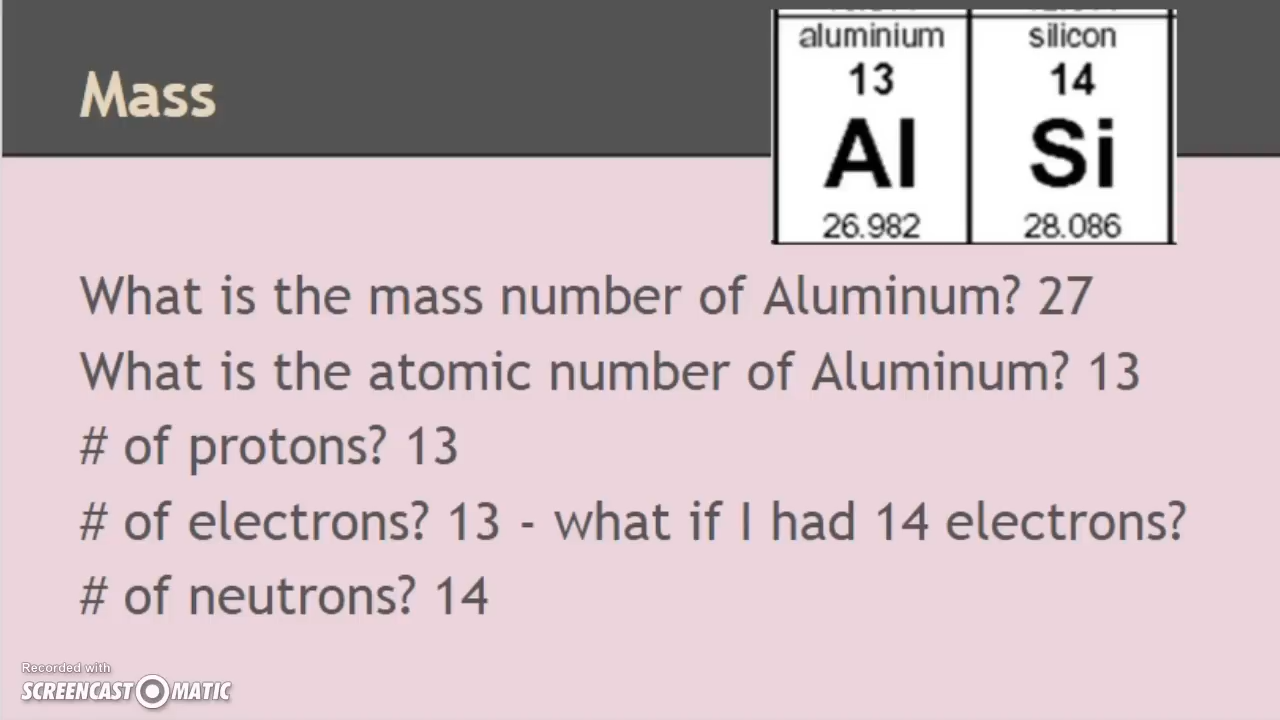 Mass
aluminium silicon
13 14
Al Si
26.982 28.086
What is the mass number of Aluminum? 27
What is the atomic number of Aluminum? 13
# of protons? 13
# of electrons? 13 - what if I had 14 electrons?
# of neutrons? 14
Recorded with
SCREENCAST MATIC